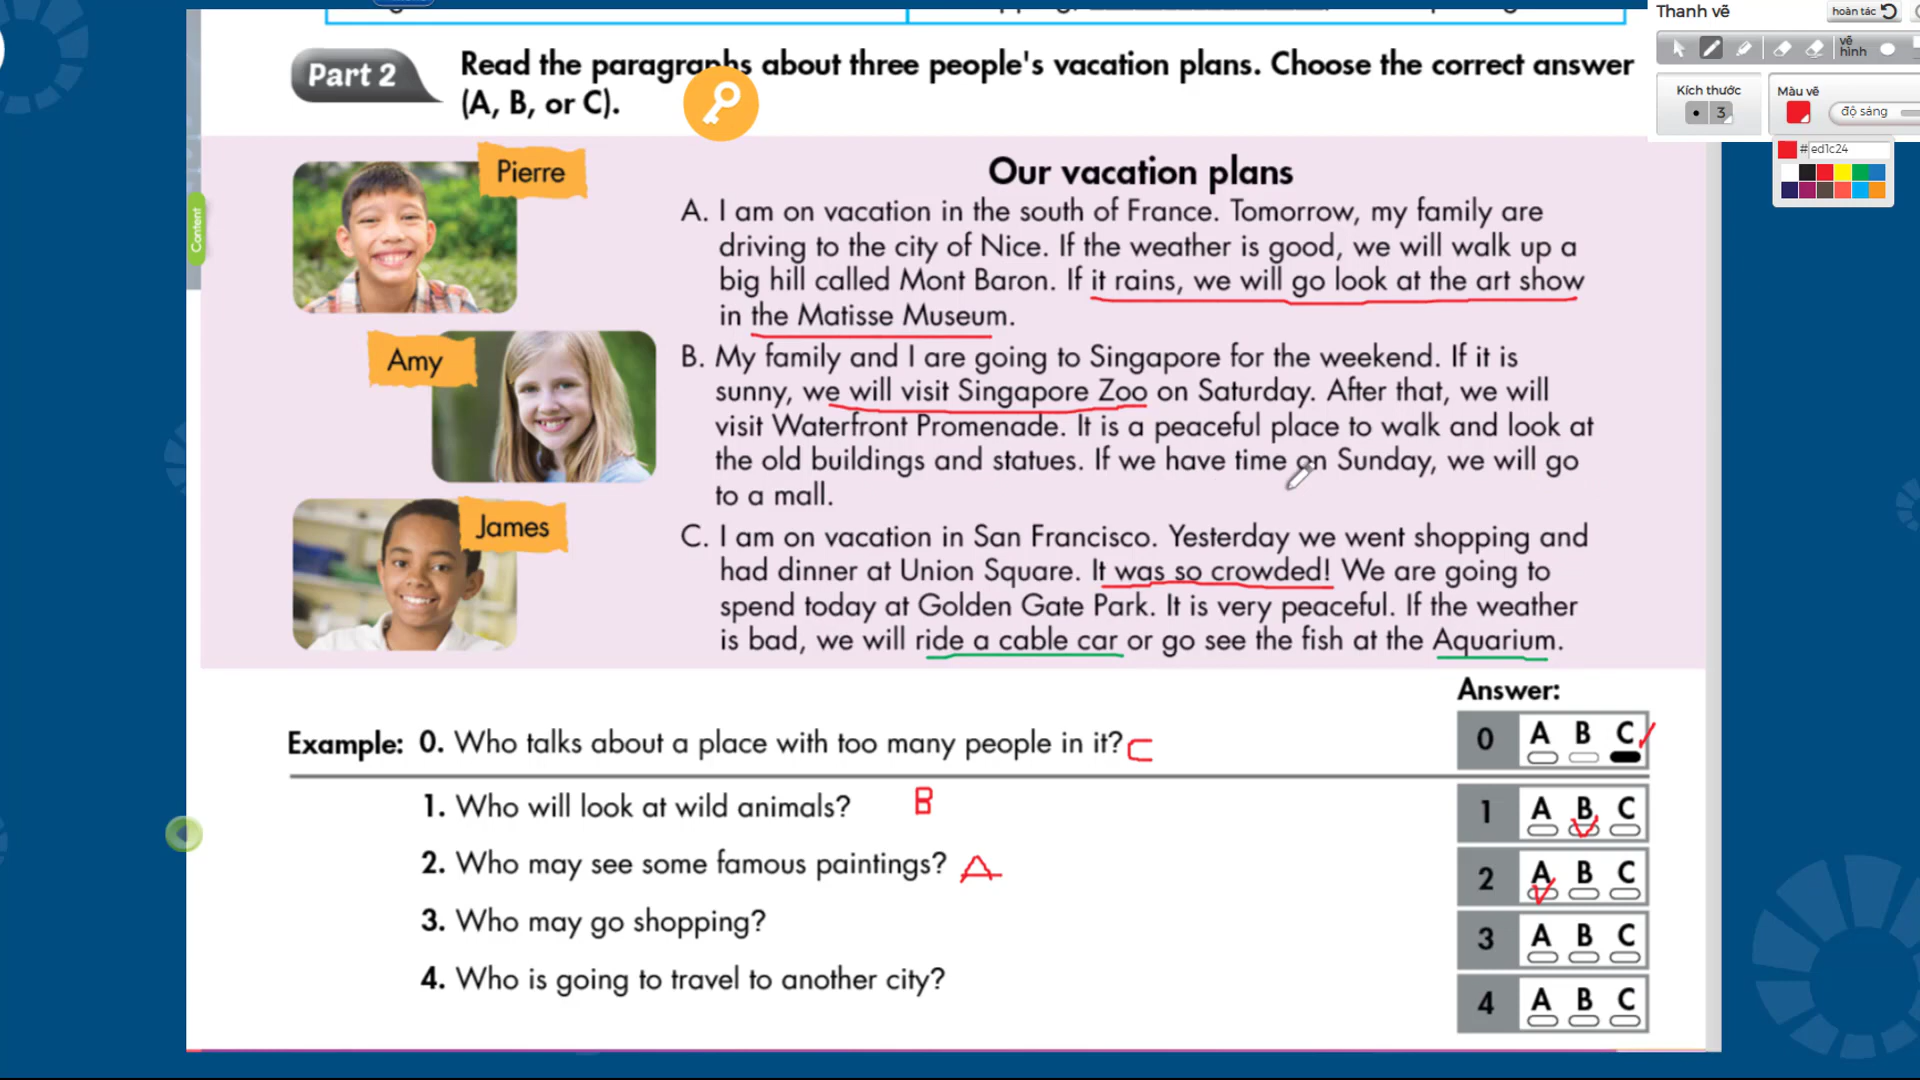 Thanh vẽ
hoàn tác
vẽ hình
Kích thước
3
Màu vẽ
độ sáng
# ed1c24
Part 2
Read the paragraphs about three people's vacation plans. Choose the correct answer
(A, B, or C).
Content
Pierre
Amy
James
Our vacation plans
A. I am on vacation in the south of France. Tomorrow, my family are
driving to the city of Nice. If the weather is good, we will walk up a
big hill called Mont Baron. If it rains, we will go look at the art show
in the Matisse Museum.
B. My family and I are going to Singapore for the weekend. If it is
sunny, we will visit Singapore Zoo on Saturday. After that, we will
visit Waterfront Promenade. It is a peaceful place to walk and look at
the old buildings and statues. If we have time on Sunday, we will go
to a mall.
C. I am on vacation in San Francisco. Yesterday we went shopping and
had dinner at Union Square. It was so crowded! We are going to
spend today at Golden Gate Park. It is very peaceful. If the weather
is bad, we will ride a cable car or go see the fish at the Aquarium.
Answer:
Example: 0. Who talks about a place with too many people in it? C
0 A B C
1. Who will look at wild animals? B
1 A B C
2. Who may see some famous paintings? A
2 A B C
3. Who may go shopping?
3 A B C
4. Who is going to travel to another city?
4 A B C